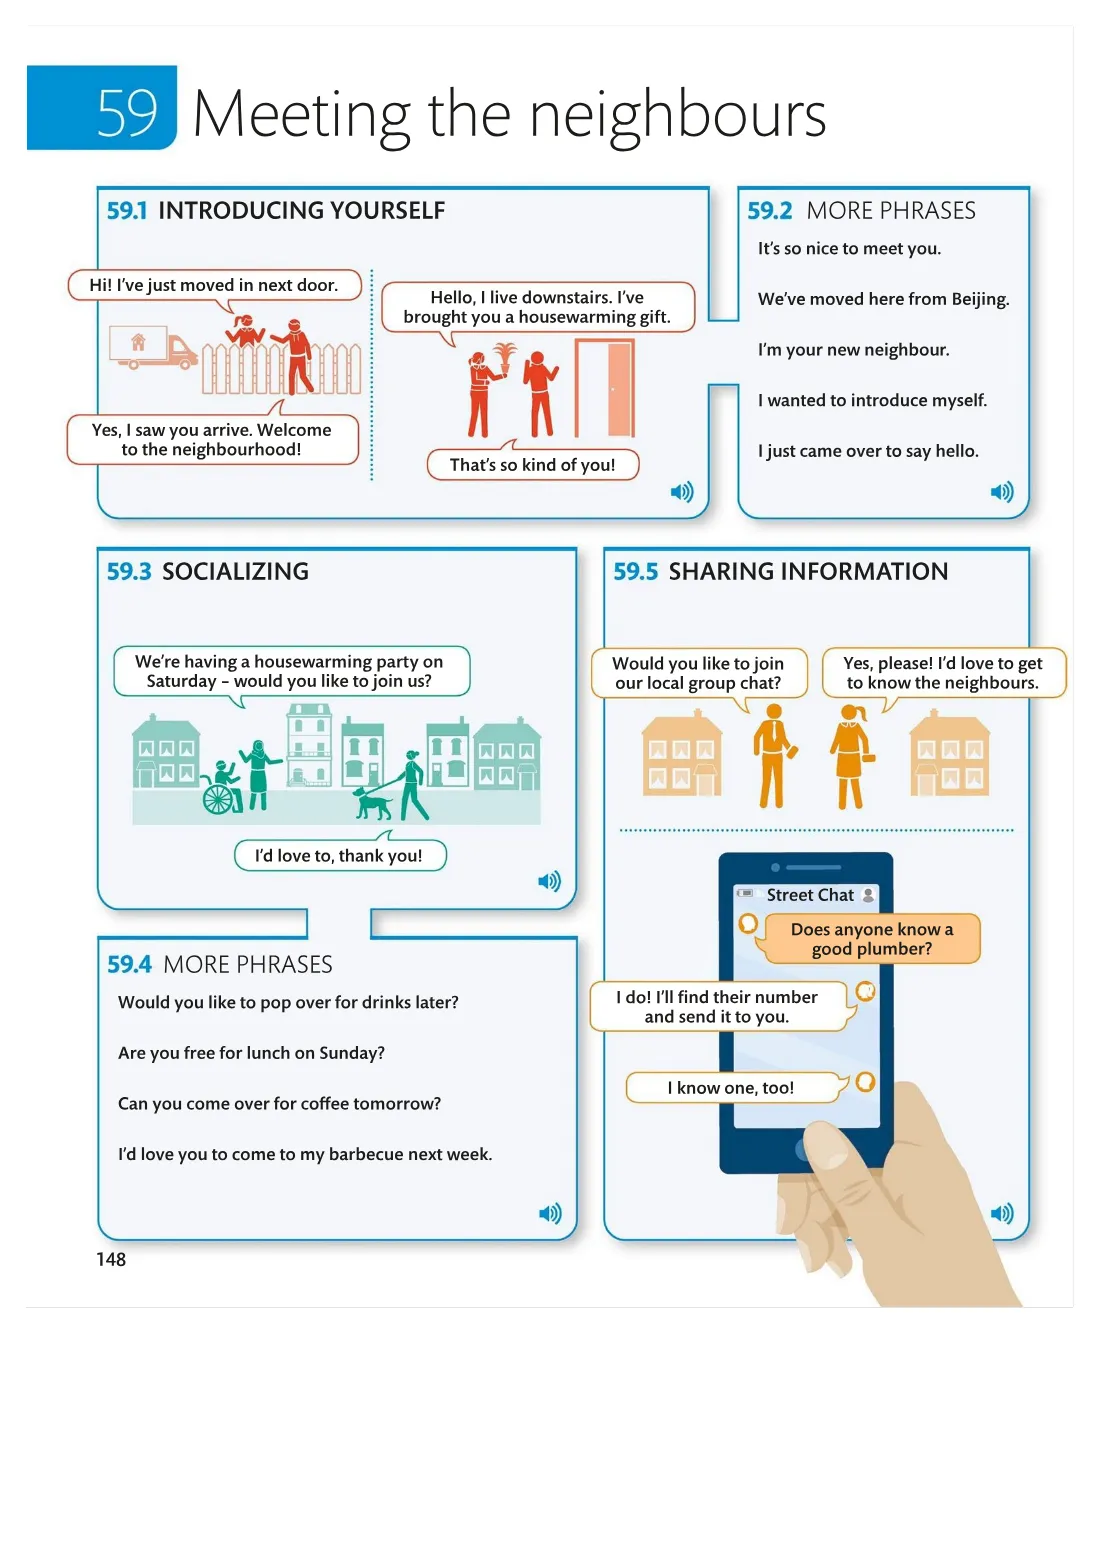 59 Meeting the neighbours
59.1 INTRODUCING YOURSELF
Hi! I've just moved in next door.
Yes, I saw you arrive. Welcome
to the neighbourhood!
Hello, I live downstairs. I've
brought you a housewarming gift.
That's so kind of you!
59.2 MORE PHRASES
It's so nice to meet you.
We've moved here from Beijing.
I'm your new neighbour.
I wanted to introduce myself.
I just came over to say hello.
59.3 SOCIALIZING
We're having a housewarming party on
Saturday – would you like to join us?
I'd love to, thank you!
59.4 MORE PHRASES
Would you like to pop over for drinks later?
Are you free for lunch on Sunday?
Can you come over for coffee tomorrow?
I'd love you to come to my barbecue next week.
59.5 SHARING INFORMATION
Would you like to join
our local group chat?
Yes, please! I'd love to get
to know the neighbours.
Street Chat
Does anyone know a
good plumber?
I do! I'll find their number
and send it to you.
I know one, too!
148